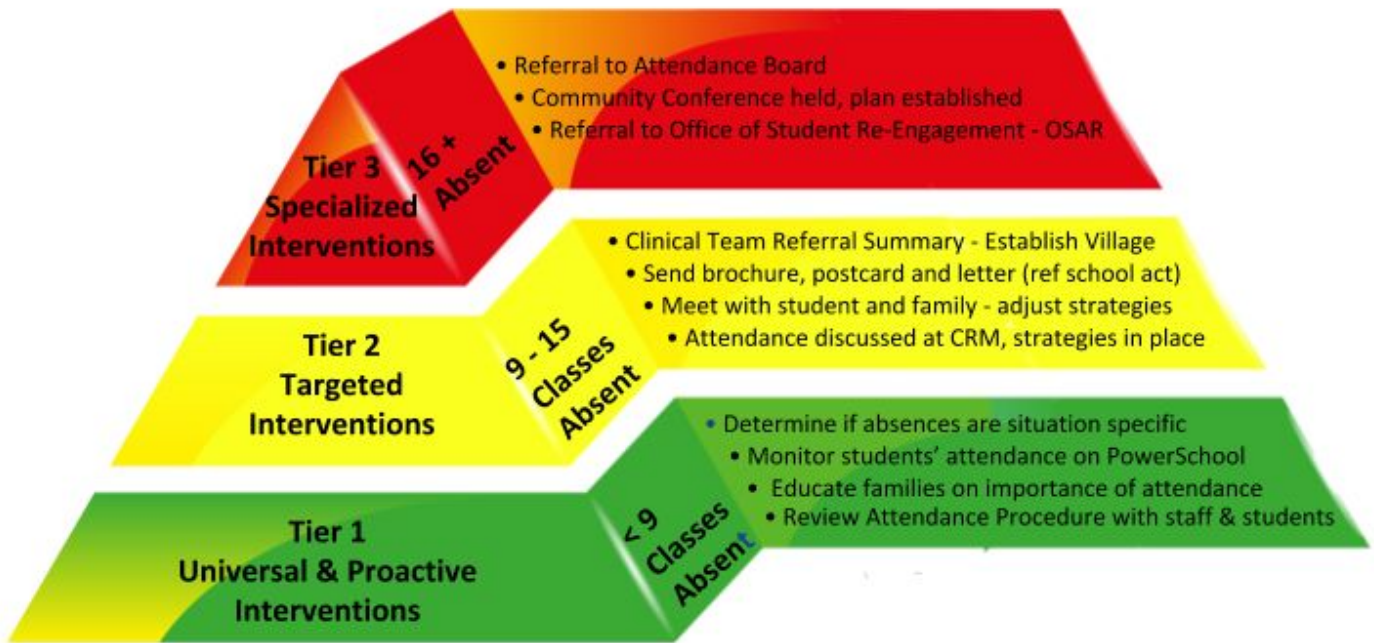 • Referral to Attendance Board
• Community Conference held, plan established
• Referral to Office of Student Re-Engagement - OSAR
Tier 3
Specialized
Interventions
16 +
Absent
• Clinical Team Referral Summary - Establish Village
• Send brochure, postcard and letter (ref school act)
• Meet with student and family - adjust strategies
• Attendance discussed at CRM, strategies in place
Tier 2
Targeted
Interventions
9 - 15
Classes
Absent
• Determine if absences are situation specific
• Monitor students' attendance on PowerSchool
• Educate families on importance of attendance
• Review Attendance Procedure with staff & students
Tier 1
Universal & Proactive
Interventions
< 9
Classes
Absent